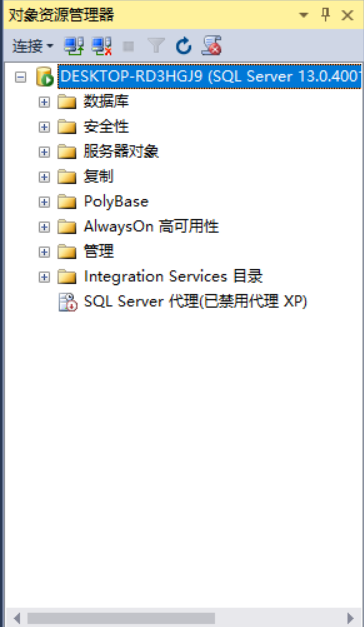 对象资源管理器
连接
DESKTOP-RD3HGJ9 (SQL Server 13.0.400
数据库
安全性
服务器对象
复制
PolyBase
AlwaysOn 高可用性
管理
Integration Services 目录
SQL Server 代理(已禁用代理 XP)